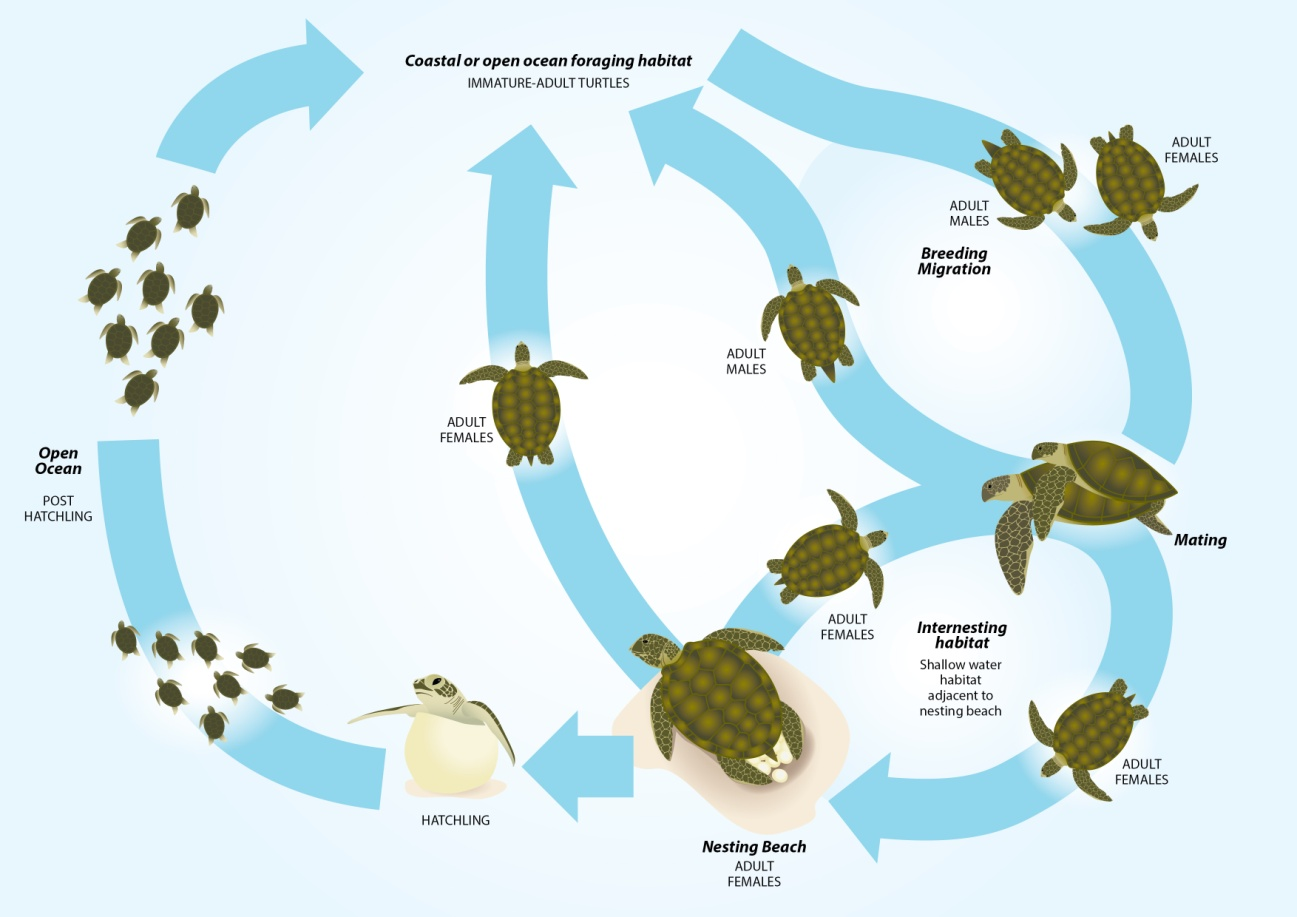 Coastal or open ocean foraging habitat
IMMATURE-ADULT TURTLES
ADULT
FEMALES
ADULT
MALES
Breeding
Migration
ADULT
MALES
ADULT
FEMALES
Open
Ocean
POST
HATCHLING
Mating
ADULT
FEMALES
Internesting
habitat
Shallow water
habitat
adjacent to
nesting beach
ADULT
FEMALES
HATCHLING
Nesting Beach
ADULT
FEMALES